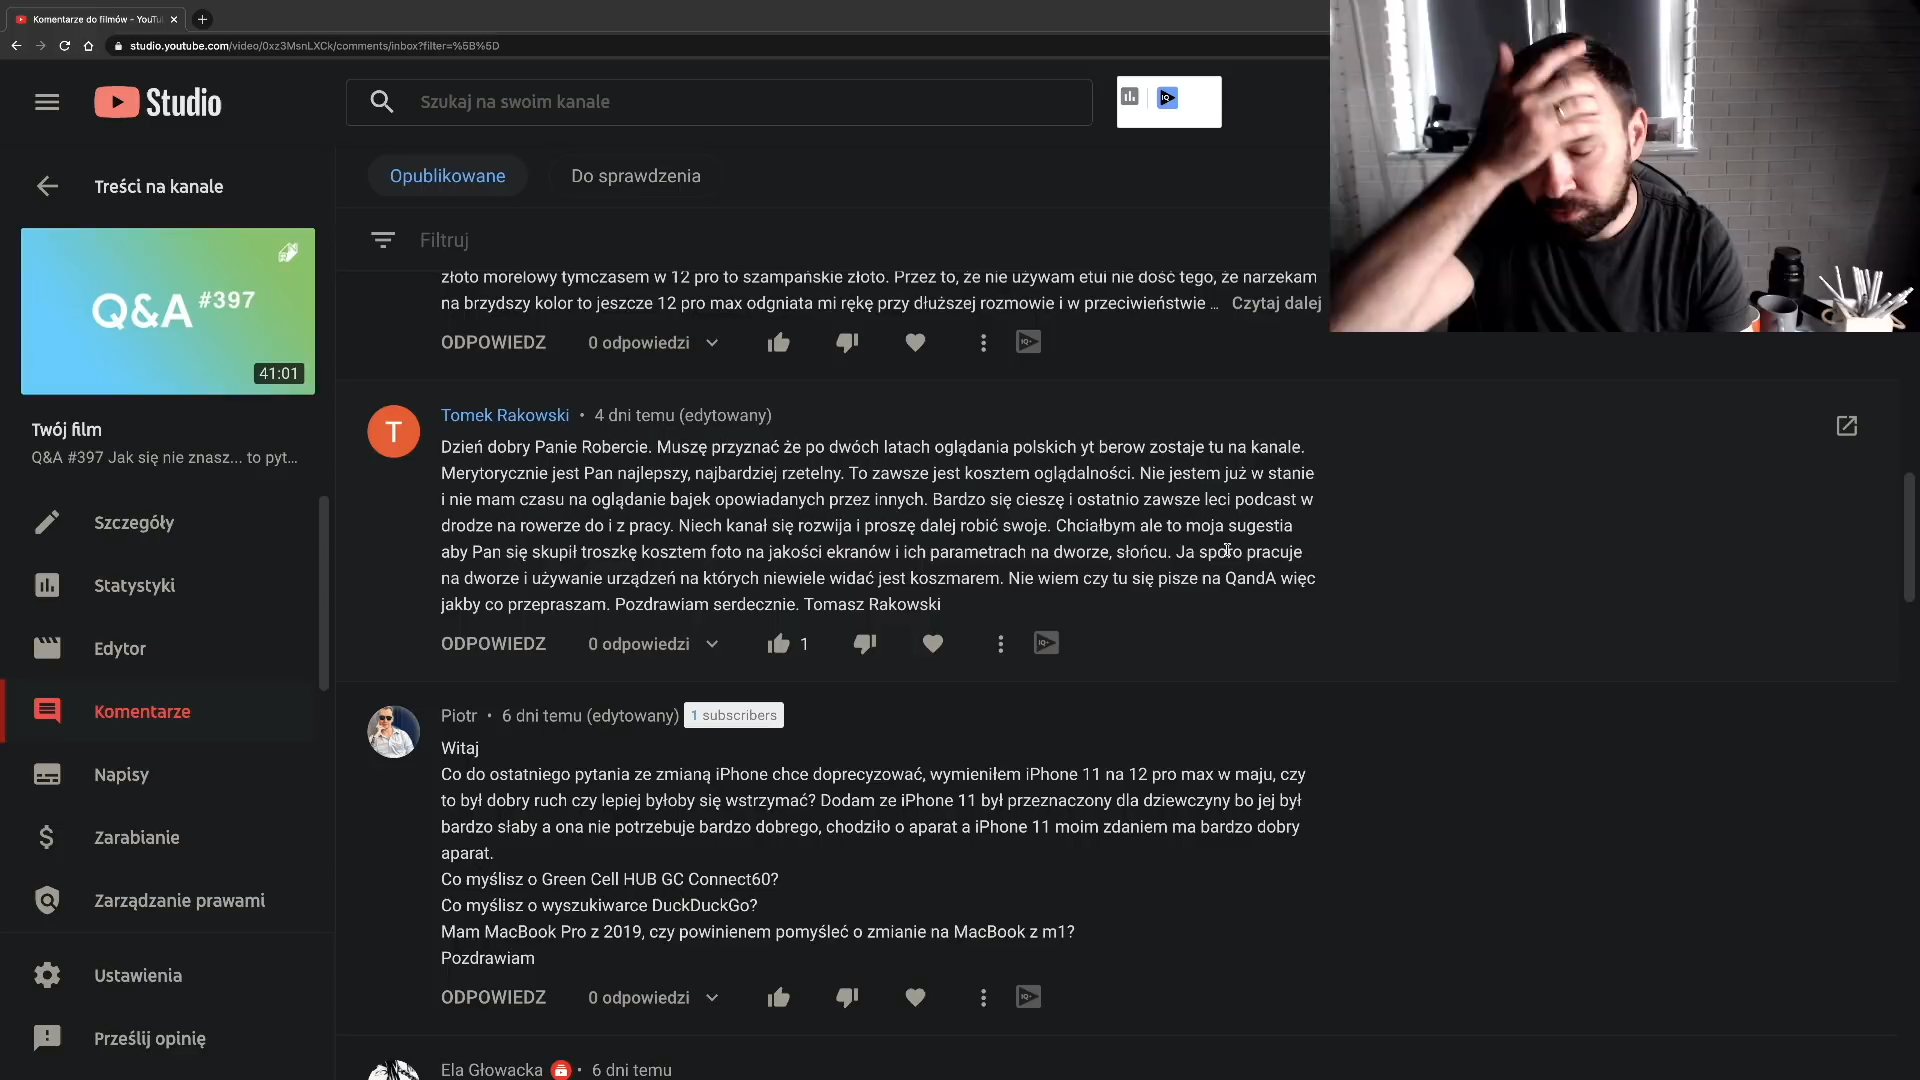 Komentarze do filmów - YouTu
studio.youtube.com/video/0xz3MsnLXCk/comments/inbox?filter=%5B%5D
Studio
Szukaj na swoim kanale
Treści na kanale
Opublikowane
Do sprawdzenia
Filtruj
Q&A #397
41:01
Twój film
Q&A #397 Jak się nie znasz... to pyt...
Szczegóły
Statystyki
Edytor
Komentarze
Napisy
Zarabianie
Zarządzanie prawami
Ustawienia
Prześlij opinię
złoto morelowy tymczasem w 12 pro to szampańskie złoto. Przez to, że nie używam etui nie dość tego, że narzekam
na brzydszy kolor to jeszcze 12 pro max odgniata mi rękę przy dłuższej rozmowie i w przeciwieństwie ... Czytaj dalej
ODPOWIEDZ 0 odpowiedzi
T
Tomek Rakowski • 4 dni temu (edytowany)
Dzień dobry Panie Robercie. Muszę przyznać że po dwóch latach oglądania polskich yt berow zostaje tu na kanale.
Merytorycznie jest Pan najlepszy, najbardziej rzetelny. To zawsze jest kosztem oglądalności. Nie jestem już w stanie
i nie mam czasu na oglądanie bajek opowiadanych przez innych. Bardzo się cieszę i ostatnio zawsze leci podcast w
drodze na rowerze do i z pracy. Niech kanał się rozwija i proszę dalej robić swoje. Chciałbym ale to moja sugestia
aby Pan się skupił troszkę kosztem foto na jakości ekranów i ich parametrach na dworze, słońcu. Ja sporo pracuje
na dworze i używanie urządzeń na których niewiele widać jest koszmarem. Nie wiem czy tu się pisze na QandA więc
jakby co przepraszam. Pozdrawiam serdecznie. Tomasz Rakowski
ODPOWIEDZ 0 odpowiedzi 1
Piotr • 6 dni temu (edytowany) 1 subscribers
Witaj
Co do ostatniego pytania ze zmianą iPhone chce doprecyzować, wymieniłem iPhone 11 na 12 pro max w maju, czy
to był dobry ruch czy lepiej byłoby się wstrzymać? Dodam ze iPhone 11 był przeznaczony dla dziewczyny bo jej był
bardzo słaby a ona nie potrzebuje bardzo dobrego, chodziło o aparat a iPhone 11 moim zdaniem ma bardzo dobry
aparat.
Co myślisz o Green Cell HUB GC Connect60?
Co myślisz o wyszukiwarce DuckDuckGo?
Mam MacBook Pro z 2019, czy powinienem pomyśleć o zmianie na MacBook z m1?
Pozdrawiam
ODPOWIEDZ 0 odpowiedzi
Ela Głowacka • 6 dni temu